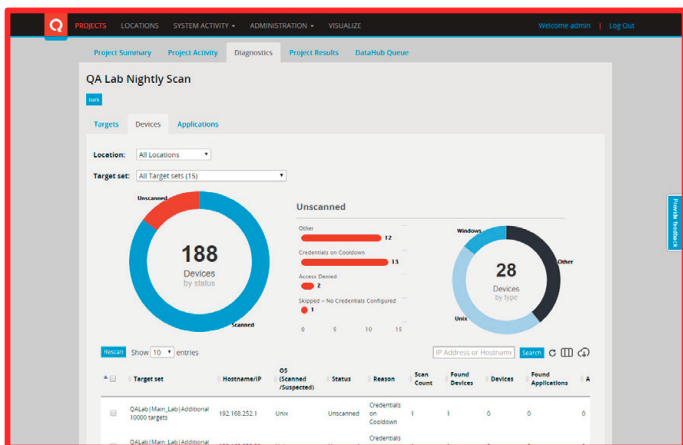 PROJECTS LOCATIONS SYSTEM ACTIVITY ADMINISTRATION VISUALIZE Welcome admin | Log Out
Project Summary Project Activity Diagnostics Project Results DataHub Queue
QA Lab Nightly Scan
Targets Devices Applications
Location: All Locations
Target set: All Target sets (15)
Unscanned
188
Devices
by status
Scanned
Unscanned
Other
12
Credentials on Cooldown
13
Access Denied
2
Skipped - No Credentials Configured
1
0 5 10 15
Windows
Other
28
Devices
by type
Unix
Provide feedback
Rescan Show 10 entries IP Address or Hostname Search
Target set Hostname/IP OS (Scanned /Suspected) Status Reason Scan Count Found Devices Devices Found Applications A
QALab|Main_Lab|Additional 10000 targets 192.168.252.1 Unix Unscanned Credentials on Cooldown 1 1 0 0 0
QALab|Main_Lab|Additional Credentials